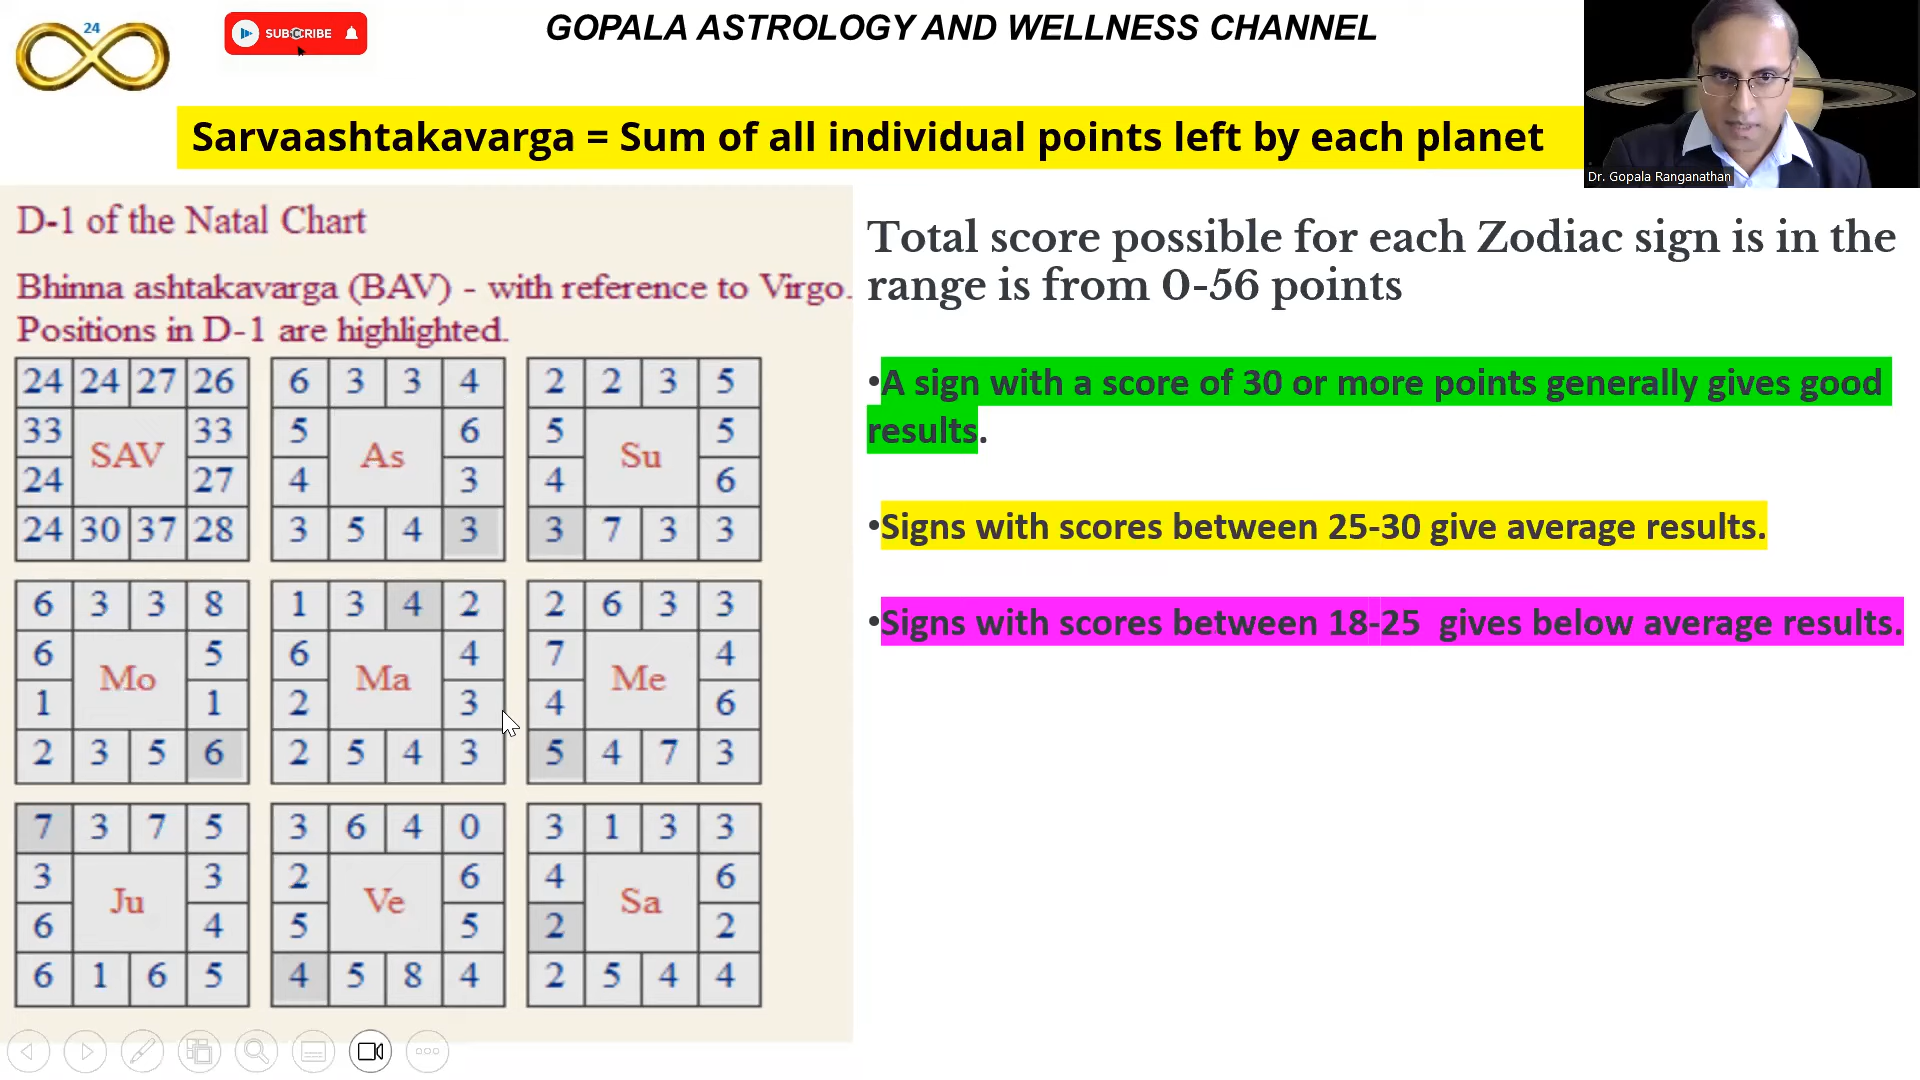 24
SUBSCRIBE
GOPALA ASTROLOGY AND WELLNESS CHANNEL
Dr. Gopala Ranganathan
Sarvaashtakavarga = Sum of all individual points left by each planet
D-1 of the Natal Chart
Bhinna ashtakavarga (BAV) - with reference to Virgo.
Positions in D-1 are highlighted.
24 24 27 26
33 SAV 33
24 27
24 30 37 28
6 3 3 4
5 As 6
4 3
3 5 4 3
2 2 3 5
5 Su 5
4 6
3 7 3 3
6 3 3 8
6 Mo 5
1 1
2 3 5 6
1 3 4 2
6 Ma 4
2 3
2 5 4 3
2 6 3 3
7 Me 4
4 6
5 4 7 3
7 3 7 5
3 Ju 3
6 4
6 1 6 5
3 6 4 0
2 Ve 6
5 5
4 5 8 4
3 1 3 3
4 Sa 6
2 2
2 5 4 4
Total score possible for each Zodiac sign is in the
range is from 0-56 points
•A sign with a score of 30 or more points generally gives good
results.
•Signs with scores between 25-30 give average results.
•Signs with scores between 18-25 gives below average results.